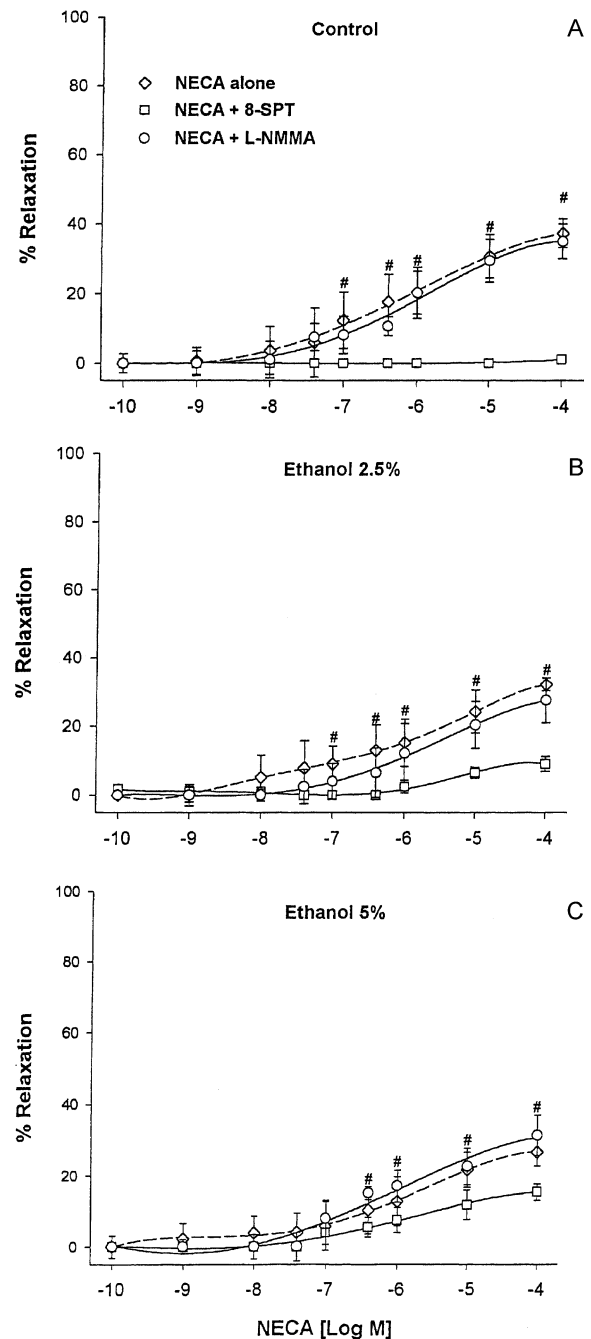 100
Control
A
80
NECA alone
NECA + 8-SPT
60
NECA + L-NMMA
% Relaxation
40
#
#
#
#
#
20
0
-10 -9 -8 -7 -6 -5 -4
100
Ethanol 2.5%
B
80
60
% Relaxation
40
#
#
#
#
#
20
0
-10 -9 -8 -7 -6 -5 -4
100
Ethanol 5%
C
80
60
% Relaxation
40
#
#
#
#
20
0
-10 -9 -8 -7 -6 -5 -4
NECA [Log M]